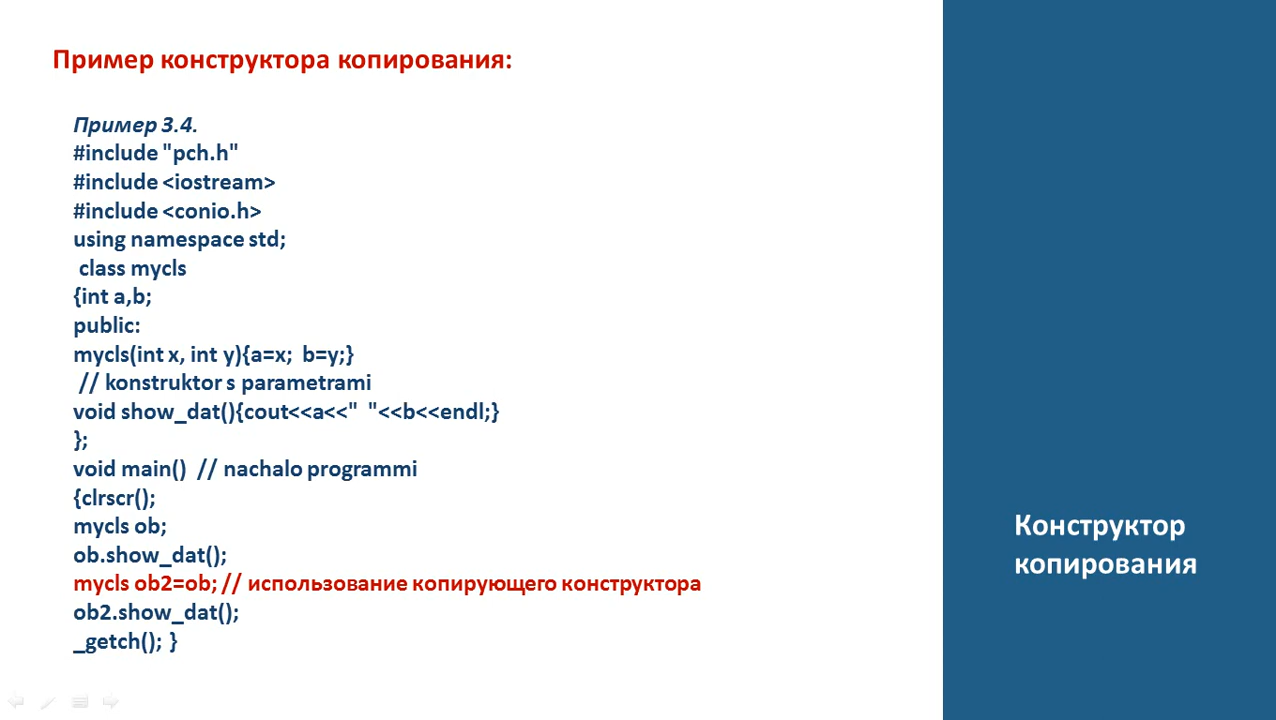 Пример конструктора копирования:
Пример 3.4.
#include "pch.h"
#include <iostream>
#include <conio.h>
using namespace std;
class mycls
{int a,b;
public:
mycls(int x, int y){a=x;  b=y;}
// konstruktor s parametrami
void show_dat(){cout<<a<<"  "<<b<<endl;}
};
void main()  // nachalo programmi
{clrscr();
mycls ob;
ob.show_dat();
mycls ob2=ob; // использование копирующего конструктора
ob2.show_dat();
_getch(); }
Конструктор
копирования